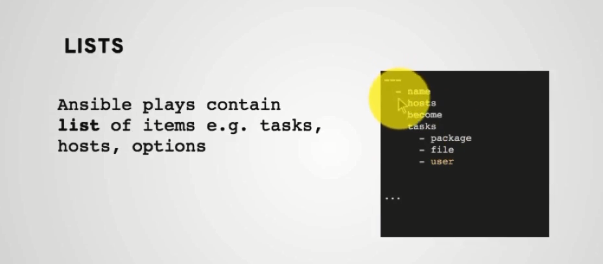 LISTS
Ansible plays contain
list of items e.g. tasks,
hosts, options
---
- name
hosts
become
tasks
- package
- file
- user
...